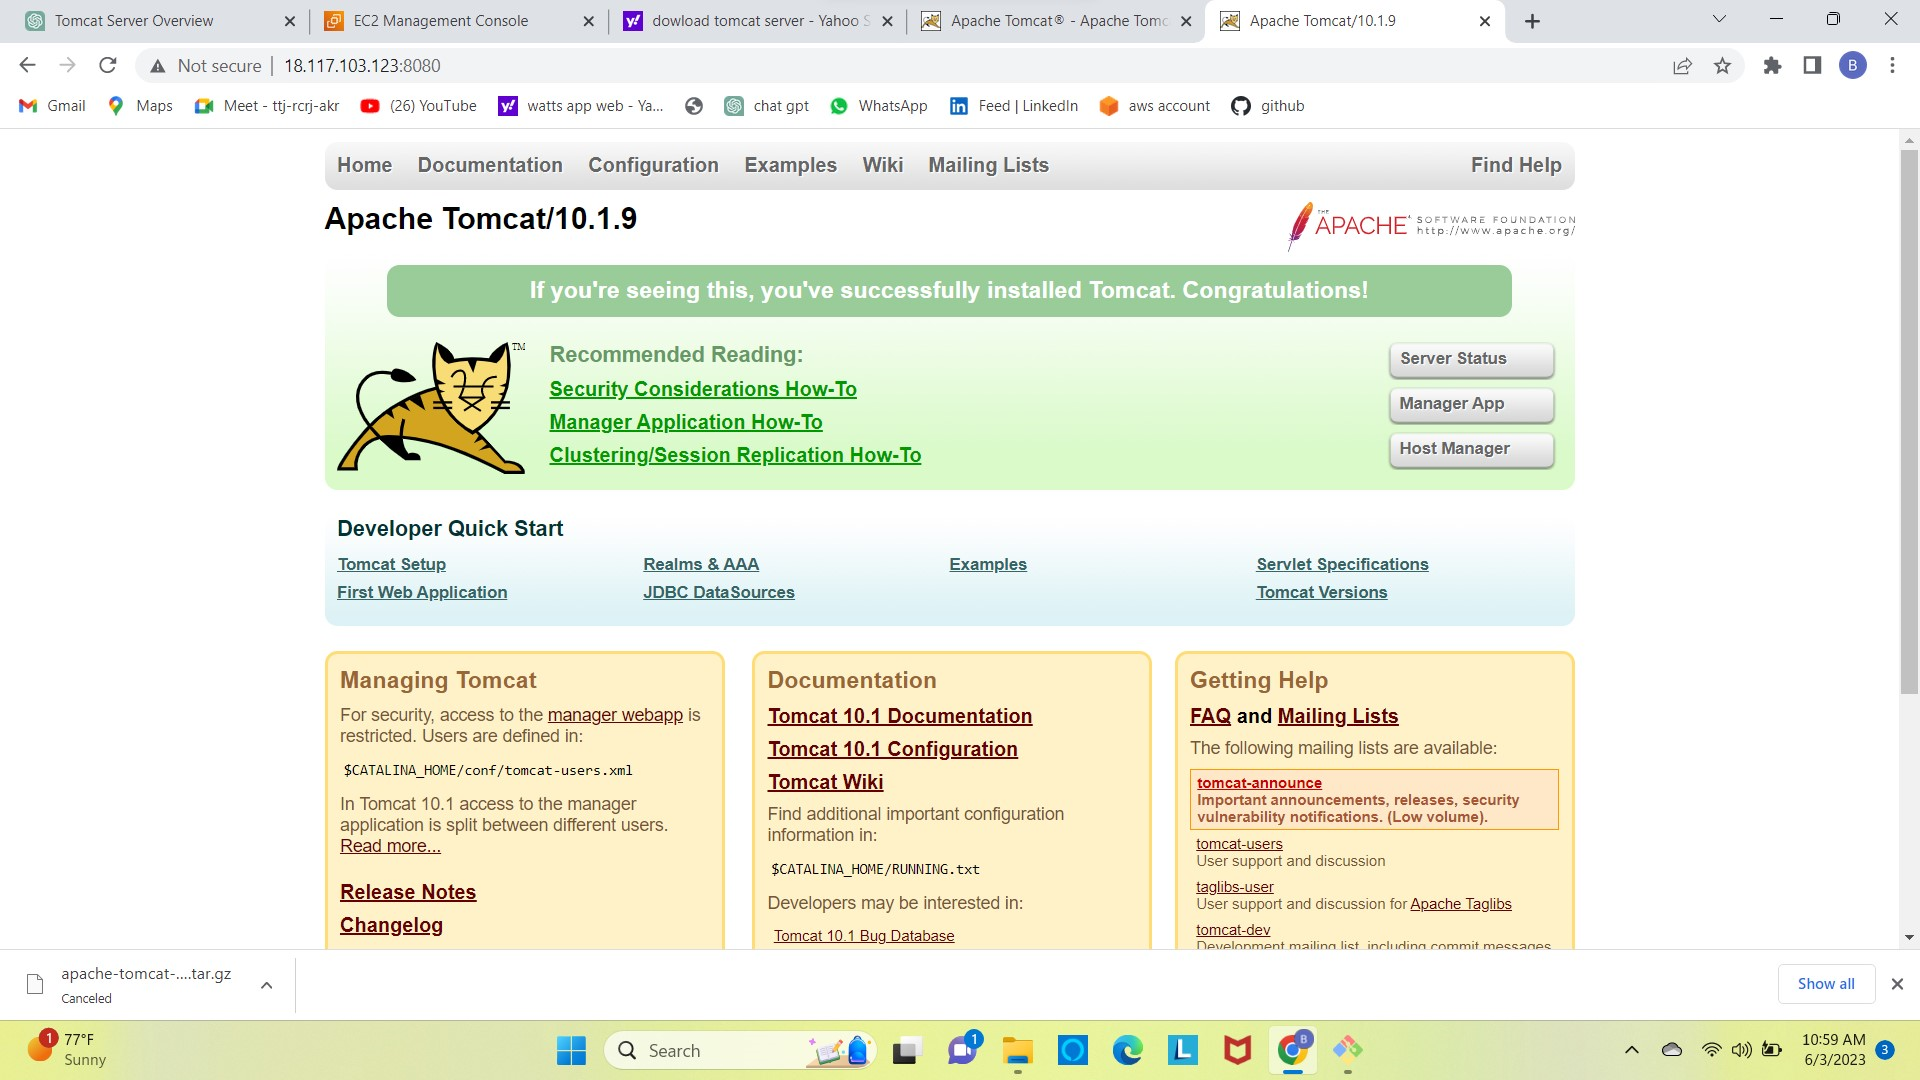 Tomcat Server Overview
EC2 Management Console
dowload tomcat server - Yahoo S
Apache Tomcat® - Apache Tomc
Apache Tomcat/10.1.9
Not secure
18.117.103.123:8080
B
Gmail
Maps
Meet - ttj-rcrj-akr
(26) YouTube
watts app web - Ya...
chat gpt
WhatsApp
Feed | LinkedIn
aws account
github
Home Documentation Configuration Examples Wiki Mailing Lists Find Help
Apache Tomcat/10.1.9
THE APACHE SOFTWARE FOUNDATION
http://www.apache.org/
If you're seeing this, you've successfully installed Tomcat. Congratulations!
TM
Recommended Reading:
Security Considerations How-To
Manager Application How-To
Clustering/Session Replication How-To
Server Status
Manager App
Host Manager
Developer Quick Start
Tomcat Setup
First Web Application
Realms & AAA
JDBC DataSources
Examples
Servlet Specifications
Tomcat Versions
Managing Tomcat
For security, access to the manager webapp is
restricted. Users are defined in:
$CATALINA_HOME/conf/tomcat-users.xml
In Tomcat 10.1 access to the manager
application is split between different users.
Read more...
Release Notes
Changelog
Documentation
Tomcat 10.1 Documentation
Tomcat 10.1 Configuration
Tomcat Wiki
Find additional important configuration
information in:
$CATALINA_HOME/RUNNING.txt
Developers may be interested in:
Tomcat 10.1 Bug Database
Getting Help
FAQ and Mailing Lists
The following mailing lists are available:
tomcat-announce
Important announcements, releases, security
vulnerability notifications. (Low volume).
tomcat-users
User support and discussion
taglibs-user
User support and discussion for Apache Taglibs
tomcat-dev
Development mailing list, including commit messages
apache-tomcat-....tar.gz
Canceled
Show all
1
77°F
Sunny
Search
1
L
B
10:59 AM
6/3/2023
3